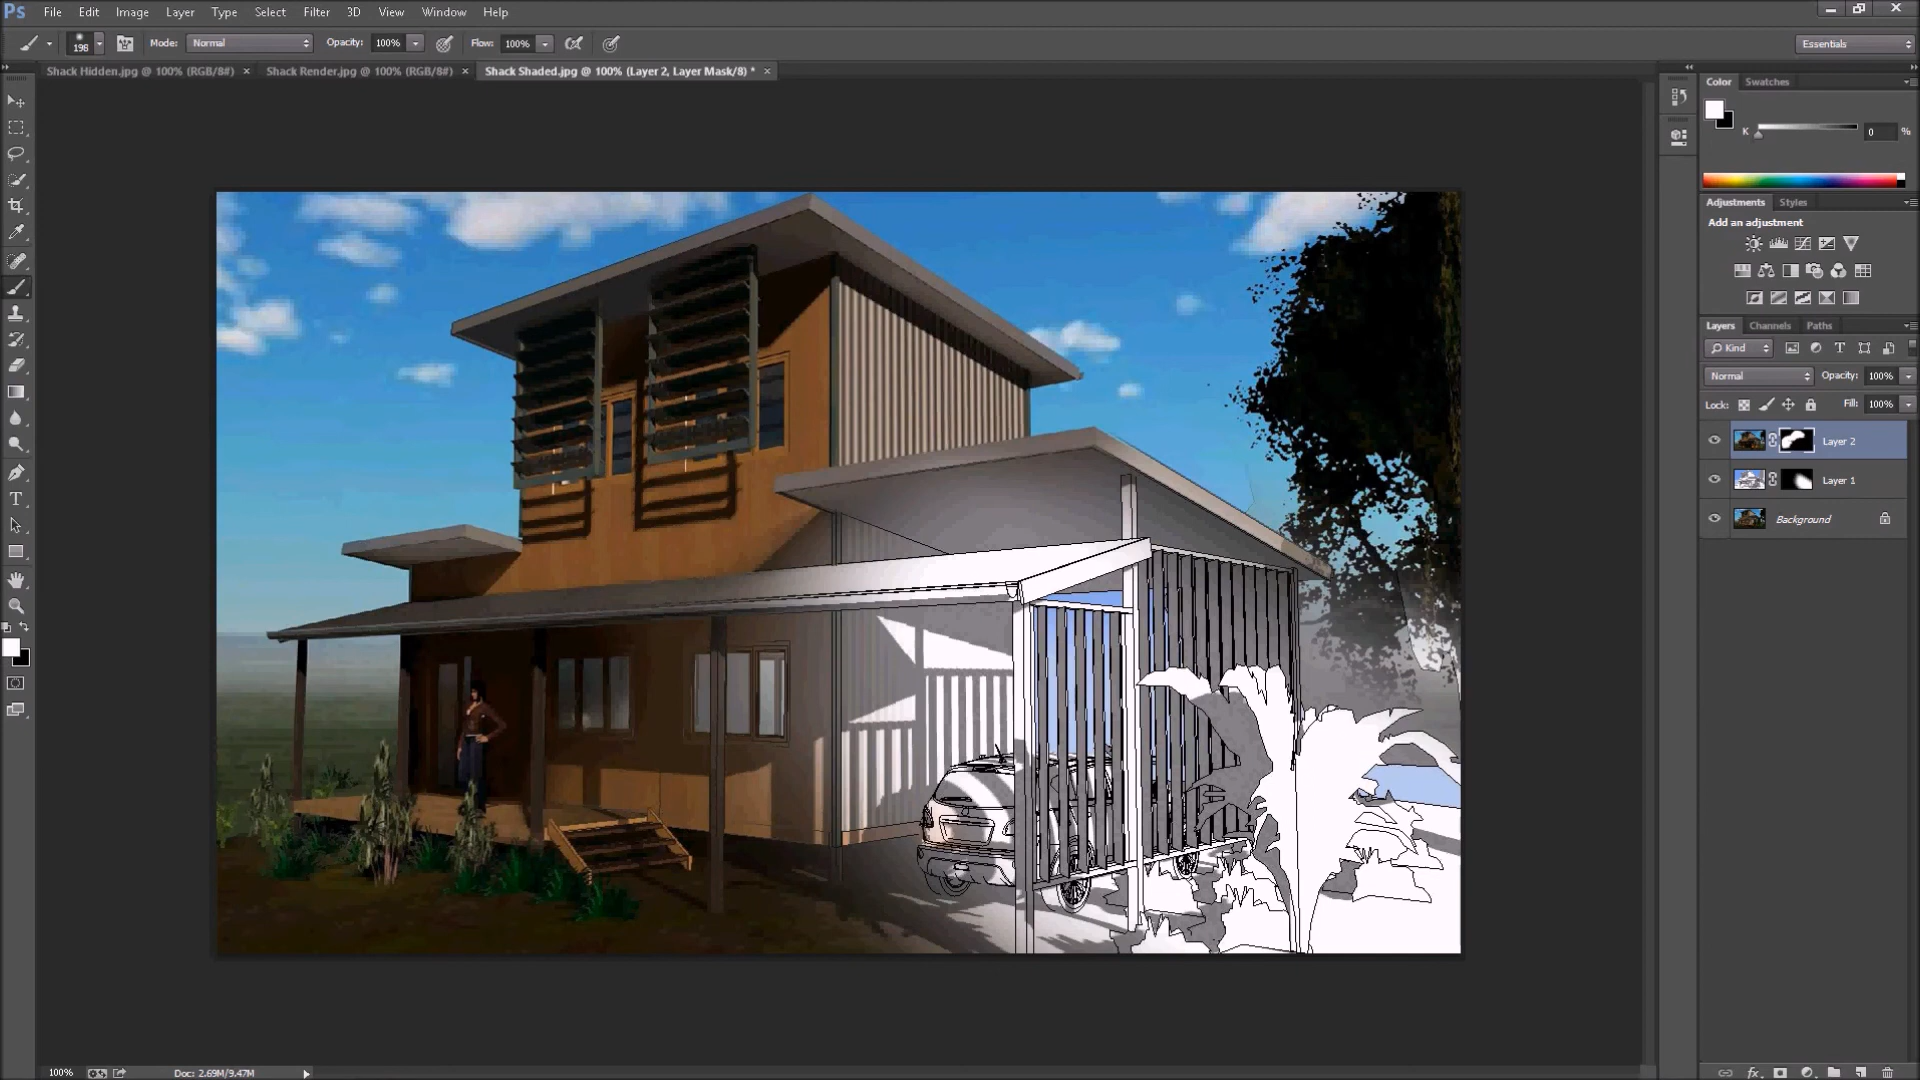 Ps File Edit Image Layer Type Select Filter 3D View Window Help
198 Mode: Normal Opacity: 100% Flow: 100% Essentials
Shack Hidden.jpg @ 100% (RGB/8#) × Shack Render.jpg @ 100% (RGB/8#) × Shack Shaded.jpg @ 100% (Layer 2, Layer Mask/8) * ×
Color Swatches
K 0 %
Adjustments Styles
Add an adjustment
Layers Channels Paths
Kind
Normal Opacity: 100%
Lock: Fill: 100%
Layer 2
Layer 1
Background
100% Doc: 2.69M/9.47M